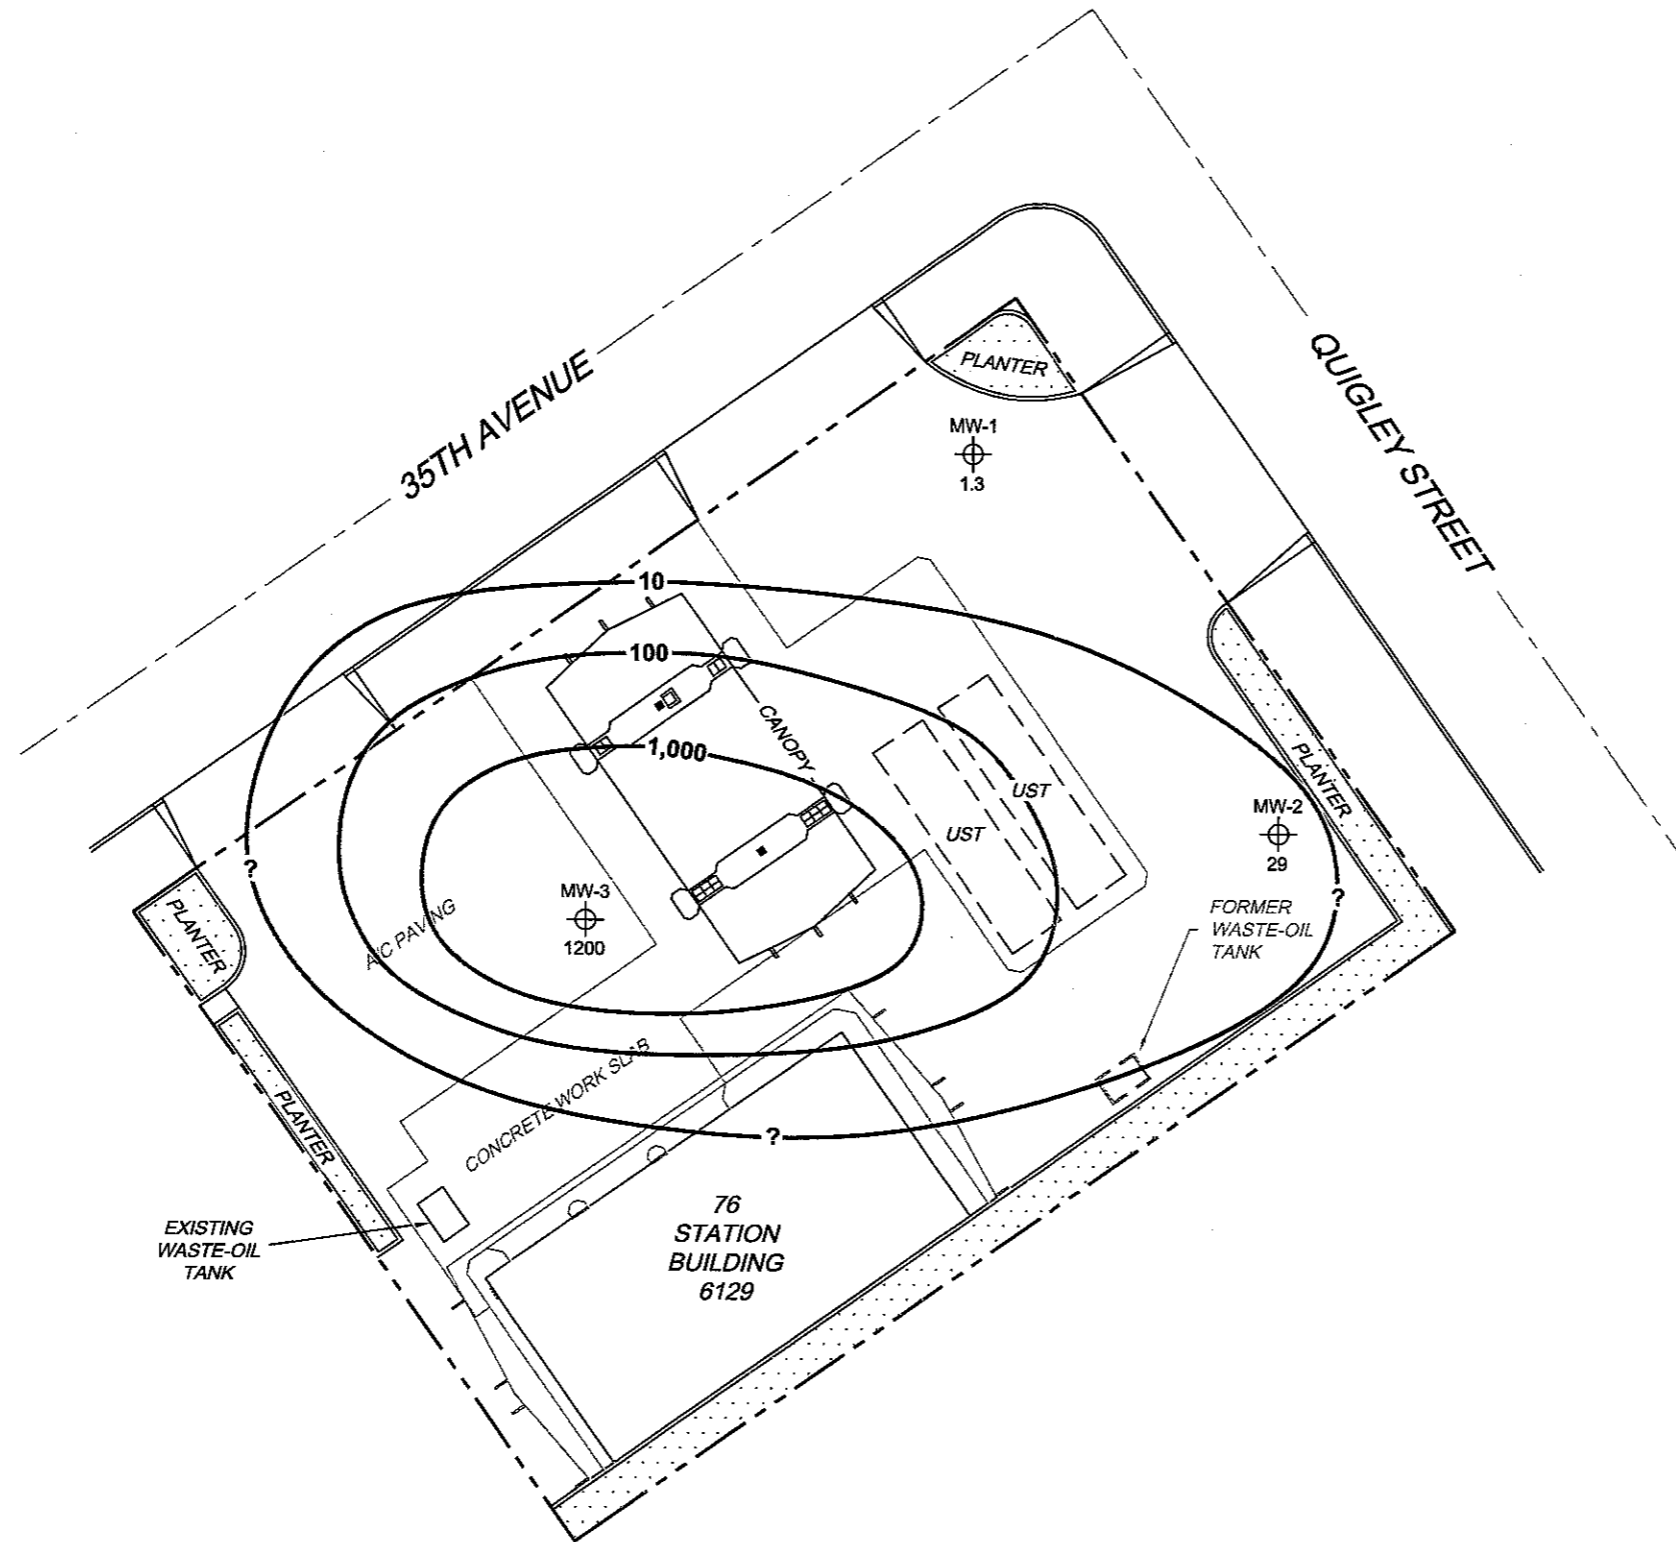 35TH AVENUE
QUIGLEY STREET
PLANTER
MW-1
1.3
10
100
1,000
CANOPY
UST
UST
PLANTER
MW-2
29
?
?
PLANTER
A/C PAVING
MW-3
1200
FORMER
WASTE-OIL
TANK
PLANTER
CONCRETE WORK SLAB
?
EXISTING
WASTE-OIL
TANK
76
STATION
BUILDING
6129